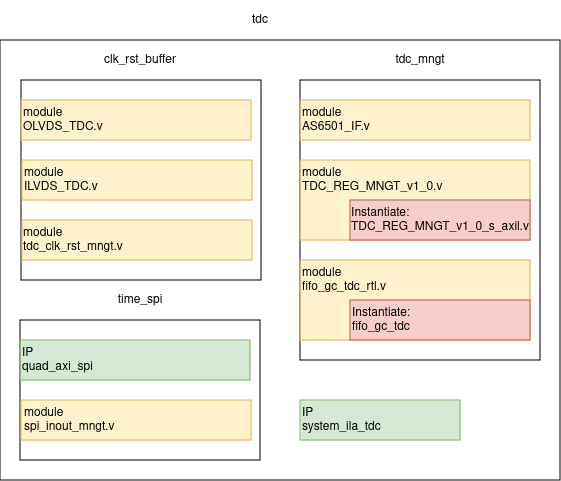 tdc
clk_rst_buffer
module
OLVDS_TDC.v
module
ILVDS_TDC.v
module
tdc_clk_rst_mngt.v
time_spi
IP
quad_axi_spi
module
spi_inout_mngt.v
tdc_mngt
module
AS6501_IF.v
module
TDC_REG_MNGT_v1_0.v
Instantiate:
TDC_REG_MNGT_v1_0_s_axil.v
module
fifo_gc_tdc_rtl.v
Instantiate:
fifo_gc_tdc
IP
system_ila_tdc